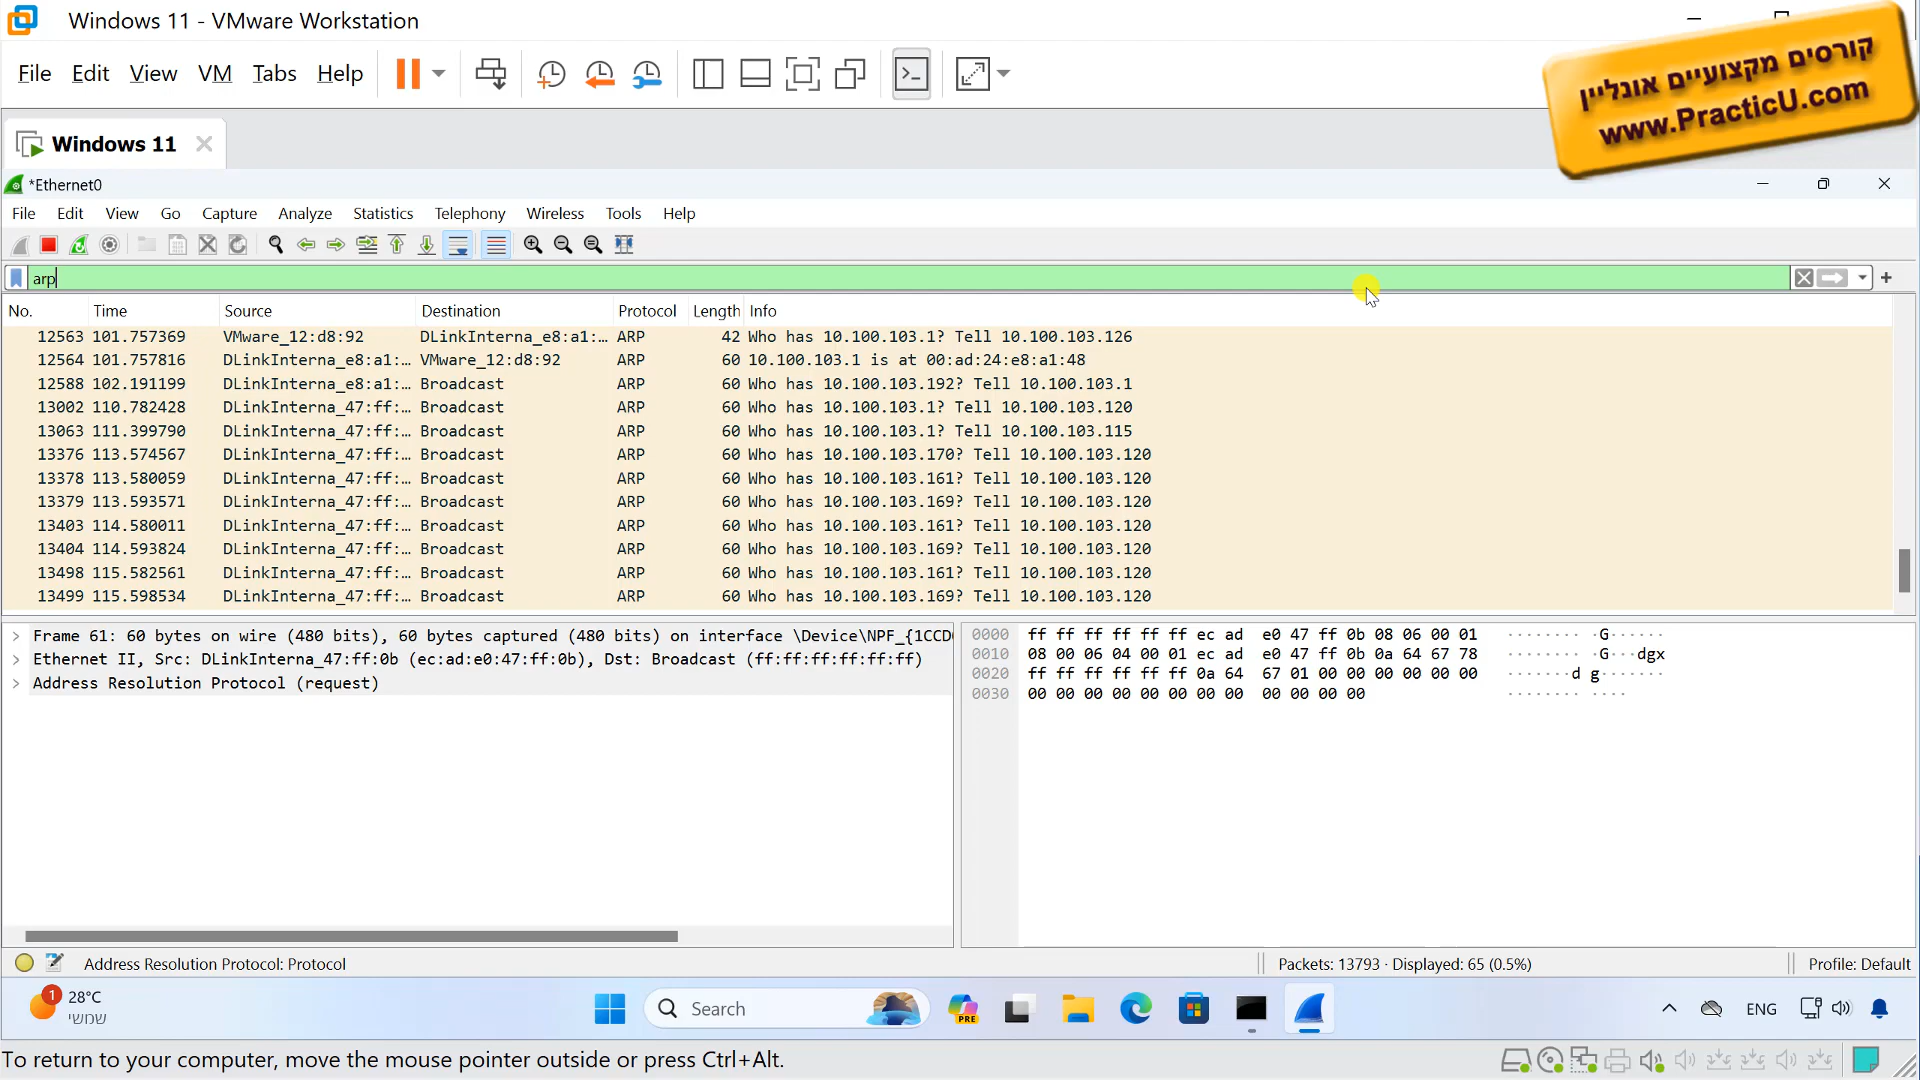 Windows 11 - VMware Workstation
File Edit View VM Tabs Help
קורסים מקצועיים אונליין
www.PracticU.com
Windows 11
*Ethernet0
File Edit View Go Capture Analyze Statistics Telephony Wireless Tools Help
arp
No. Time Source Destination Protocol Length Info
12563 101.757369 VMware_12:d8:92 DLinkInterna_e8:a1:… ARP 42 Who has 10.100.103.1? Tell 10.100.103.126
12564 101.757816 DLinkInterna_e8:a1:… VMware_12:d8:92 ARP 60 10.100.103.1 is at 00:ad:24:e8:a1:48
12588 102.191199 DLinkInterna_e8:a1:… Broadcast ARP 60 Who has 10.100.103.192? Tell 10.100.103.1
13002 110.782428 DLinkInterna_47:ff:… Broadcast ARP 60 Who has 10.100.103.1? Tell 10.100.103.120
13063 111.399790 DLinkInterna_47:ff:… Broadcast ARP 60 Who has 10.100.103.1? Tell 10.100.103.115
13376 113.574567 DLinkInterna_47:ff:… Broadcast ARP 60 Who has 10.100.103.170? Tell 10.100.103.120
13378 113.580059 DLinkInterna_47:ff:… Broadcast ARP 60 Who has 10.100.103.161? Tell 10.100.103.120
13379 113.593571 DLinkInterna_47:ff:… Broadcast ARP 60 Who has 10.100.103.169? Tell 10.100.103.120
13403 114.580011 DLinkInterna_47:ff:… Broadcast ARP 60 Who has 10.100.103.161? Tell 10.100.103.120
13404 114.593824 DLinkInterna_47:ff:… Broadcast ARP 60 Who has 10.100.103.169? Tell 10.100.103.120
13498 115.582561 DLinkInterna_47:ff:… Broadcast ARP 60 Who has 10.100.103.161? Tell 10.100.103.120
13499 115.598534 DLinkInterna_47:ff:… Broadcast ARP 60 Who has 10.100.103.169? Tell 10.100.103.120
Frame 61: 60 bytes on wire (480 bits), 60 bytes captured (480 bits) on interface \Device\NPF_{1CCD
Ethernet II, Src: DLinkInterna_47:ff:0b (ec:ad:e0:47:ff:0b), Dst: Broadcast (ff:ff:ff:ff:ff:ff)
Address Resolution Protocol (request)
0000 ff ff ff ff ff ff ec ad e0 47 ff 0b 08 06 00 01 ········ ·G······
0010 08 00 06 04 00 01 ec ad e0 47 ff 0b 0a 64 67 78 ········ ·G···dgx
0020 ff ff ff ff ff ff 0a 64 67 01 00 00 00 00 00 00 ·······d g·······
0030 00 00 00 00 00 00 00 00 00 00 00 00 ········ ····
Address Resolution Protocol: Protocol
Packets: 13793 · Displayed: 65 (0.5%)
Profile: Default
1
28°C
שמשי
Search
PRE
ENG
To return to your computer, move the mouse pointer outside or press Ctrl+Alt.